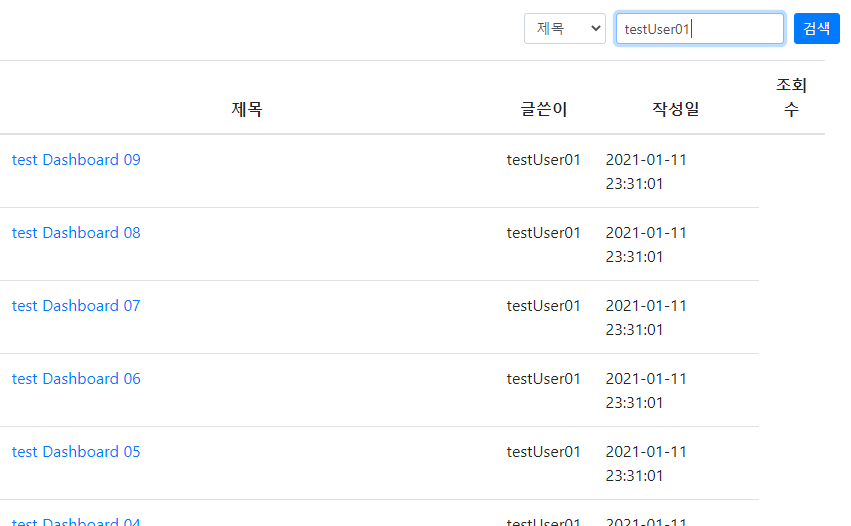 제목 testUser01 검색
제목 글쓴이 작성일 조회
수
test Dashboard 09 testUser01 2021-01-11
23:31:01
test Dashboard 08 testUser01 2021-01-11
23:31:01
test Dashboard 07 testUser01 2021-01-11
23:31:01
test Dashboard 06 testUser01 2021-01-11
23:31:01
test Dashboard 05 testUser01 2021-01-11
23:31:01
test Dashboard 04 testUser01 2021-01-11